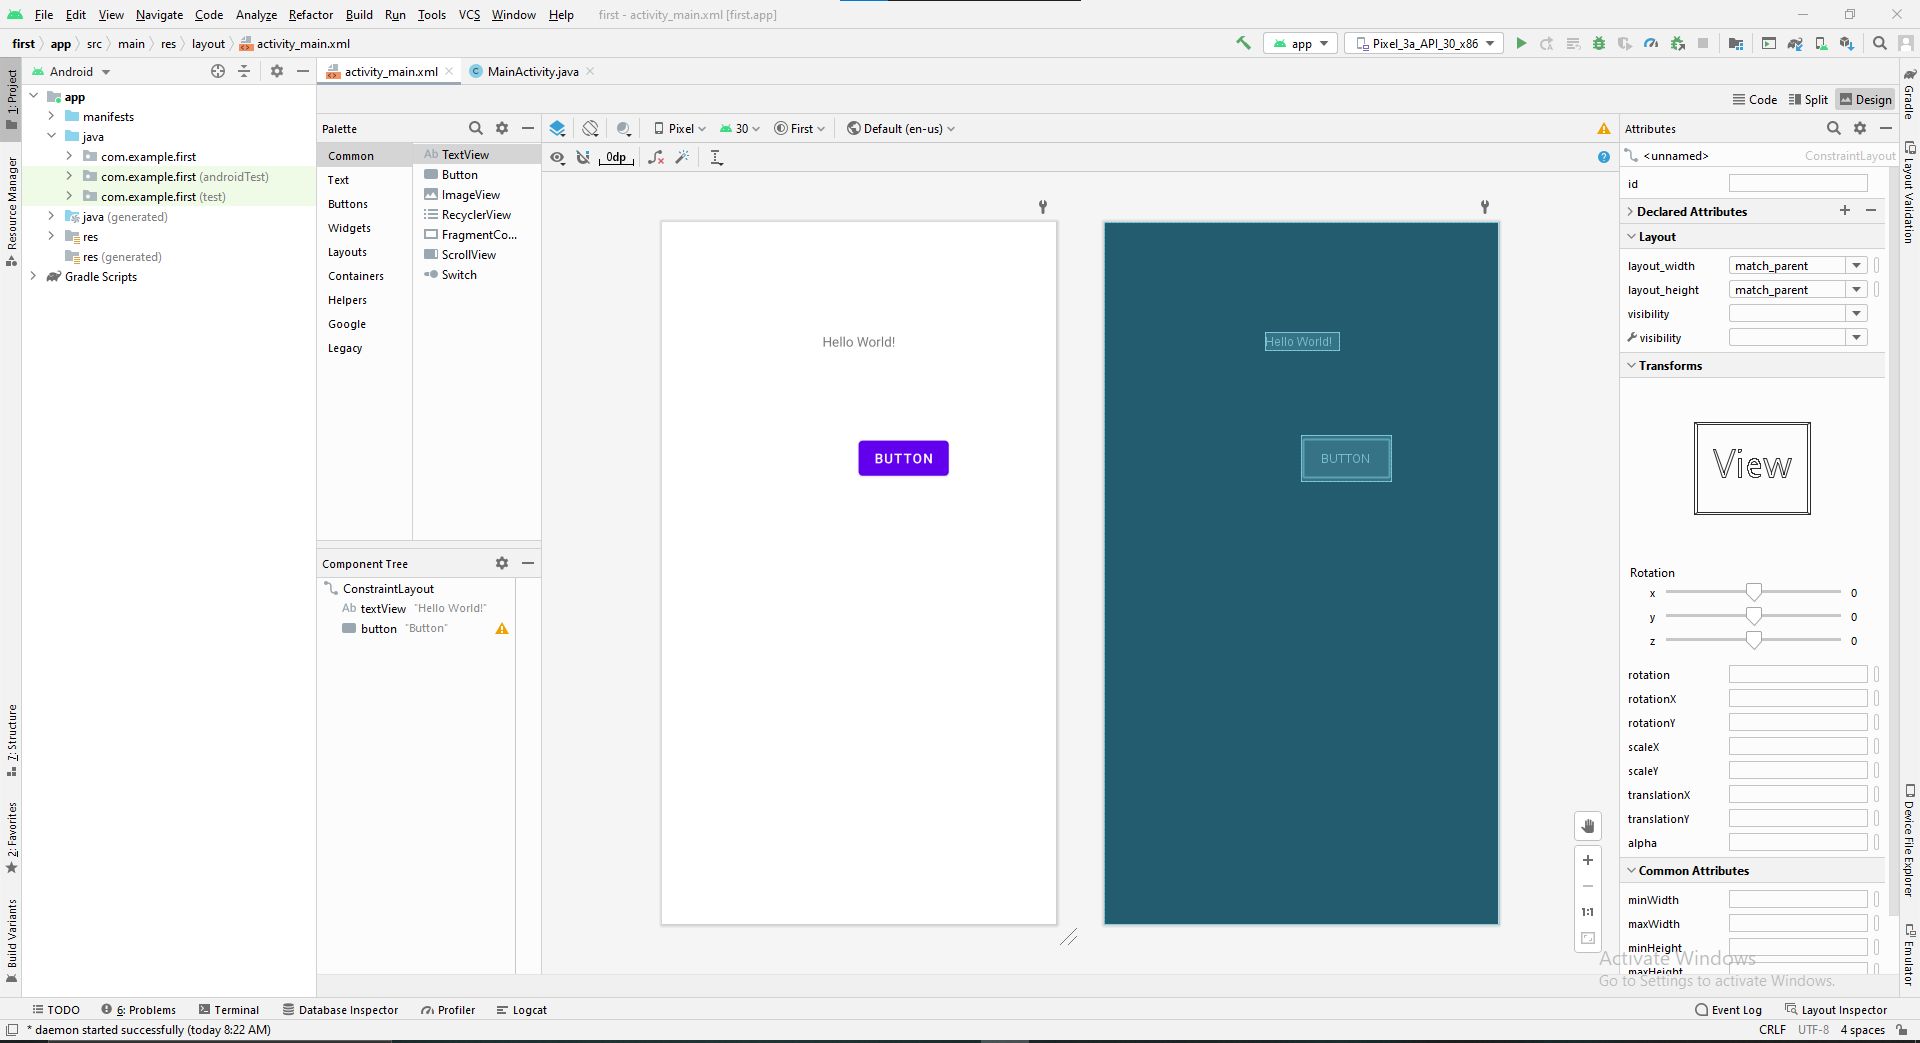 File Edit View Navigate Code Analyze Refactor Build Run Tools VCS Window Help first - activity_main.xml [first.app]
first app src main res layout activity_main.xml app Pixel_3a_API_30_x86
1: Project
Resource Manager
7: Structure
2: Favorites
Build Variants
Android
app
manifests
java
com.example.first
com.example.first (androidTest)
com.example.first (test)
java (generated)
res
res (generated)
Gradle Scripts
activity_main.xml MainActivity.java
Code Split Design
Palette
Common
Text
Buttons
Widgets
Layouts
Containers
Helpers
Google
Legacy
Ab TextView
Button
ImageView
RecyclerView
FragmentCo...
ScrollView
Switch
Component Tree
ConstraintLayout
Ab textView "Hello World!"
button "Button"
Pixel 30 First Default (en-us)
0dp
Hello World!
BUTTON
Hello World!
BUTTON
1:1
Attributes
<unnamed> ConstraintLayout
id
Declared Attributes
Layout
layout_width match_parent
layout_height match_parent
visibility
visibility
Transforms
View
Rotation
x 0
y 0
z 0
rotation
rotationX
rotationY
scaleX
scaleY
translationX
translationY
alpha
Common Attributes
minWidth
maxWidth
minHeight
maxHeight
Activate Windows
Go to Settings to activate Windows.
Gradle
Layout Validation
Device File Explorer
Emulator
TODO 6: Problems Terminal Database Inspector Profiler Logcat Event Log Layout Inspector
* daemon started successfully (today 8:22 AM) CRLF UTF-8 4 spaces